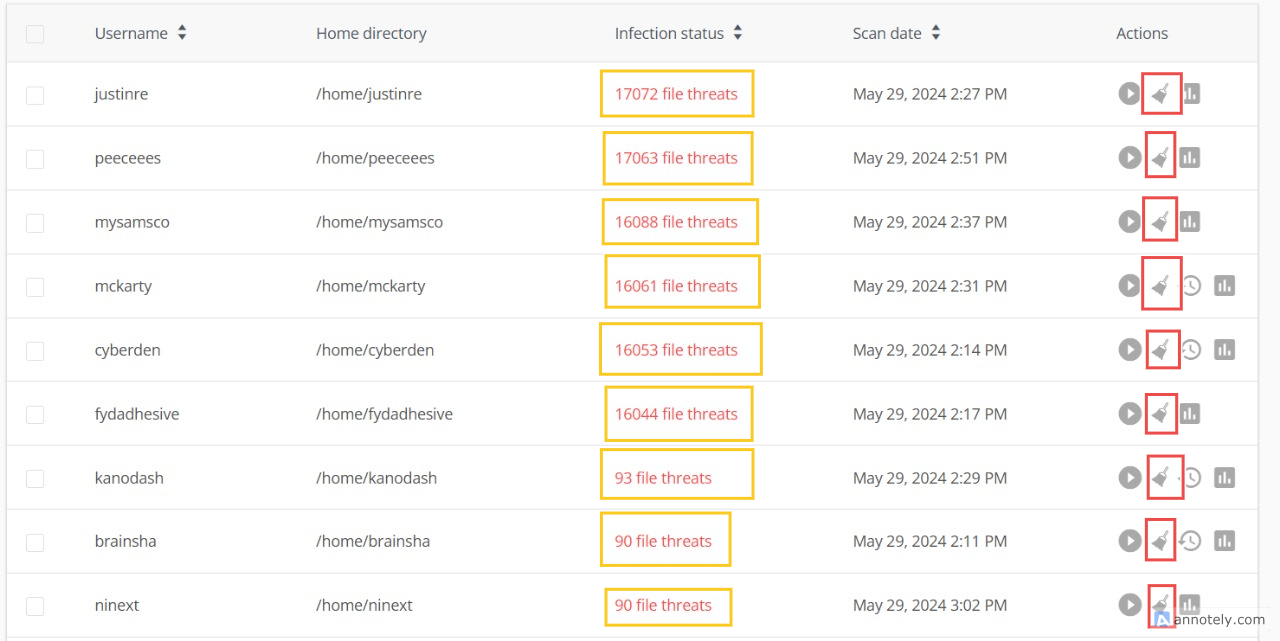 Username Home directory Infection status Scan date Actions
justinre /home/justinre 17072 file threats May 29, 2024 2:27 PM
peeceees /home/peeceees 17063 file threats May 29, 2024 2:51 PM
mysamsco /home/mysamsco 16088 file threats May 29, 2024 2:37 PM
mckarty /home/mckarty 16061 file threats May 29, 2024 2:31 PM
cyberden /home/cyberden 16053 file threats May 29, 2024 2:14 PM
fydadhesive /home/fydadhesive 16044 file threats May 29, 2024 2:17 PM
kanodash /home/kanodash 93 file threats May 29, 2024 2:29 PM
brainsha /home/brainsha 90 file threats May 29, 2024 2:11 PM
ninext /home/ninext 90 file threats May 29, 2024 3:02 PM
annotely.com